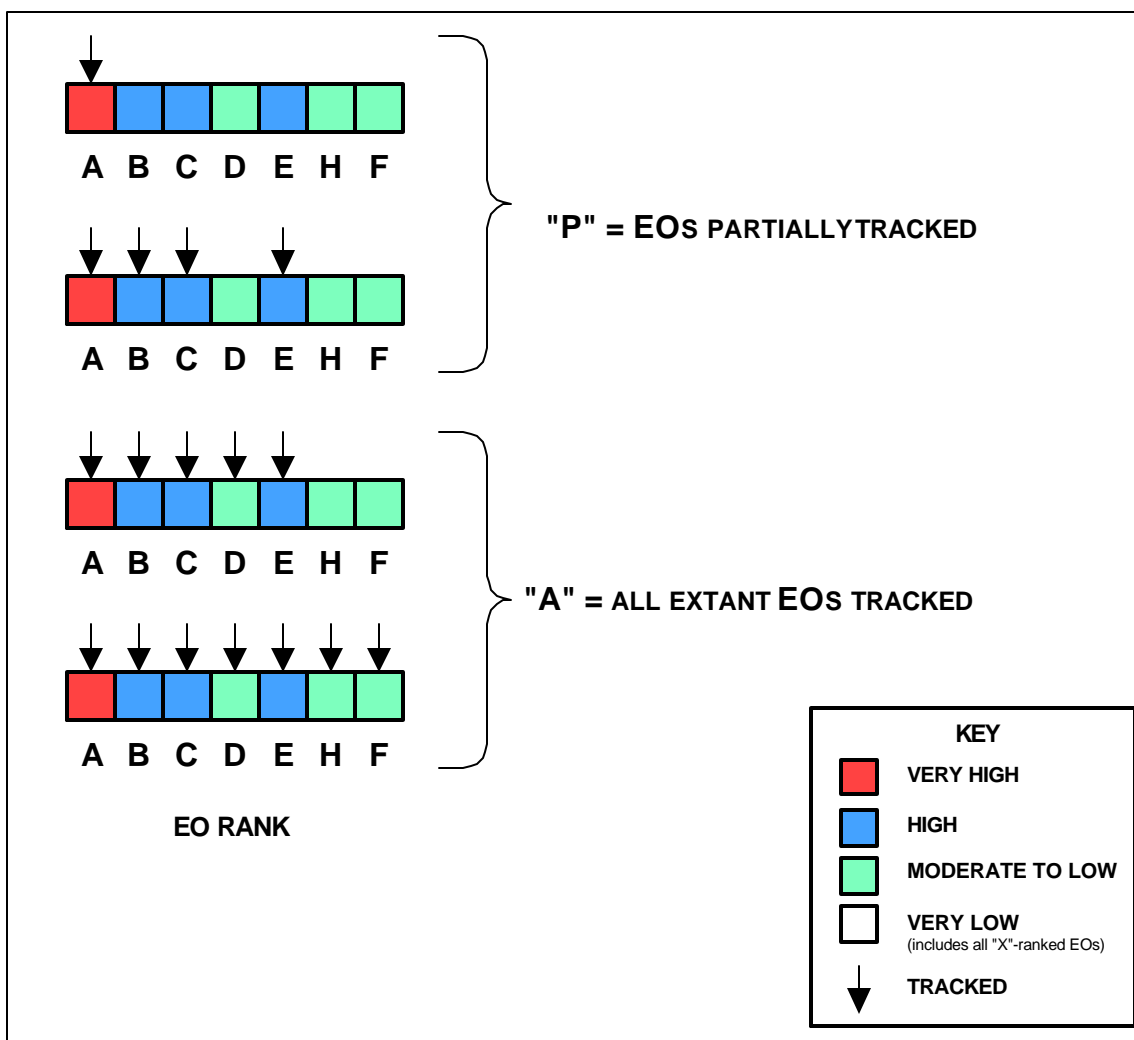 A B C D E H F
"P" = EOS PARTIALLYTRACKED
A B C D E H F
A B C D E H F
"A" = ALL EXTANT EOS TRACKED
A B C D E H F
EO RANK
KEY
VERY HIGH
HIGH
MODERATE TO LOW
VERY LOW
(includes all "X"-ranked EOs)
TRACKED